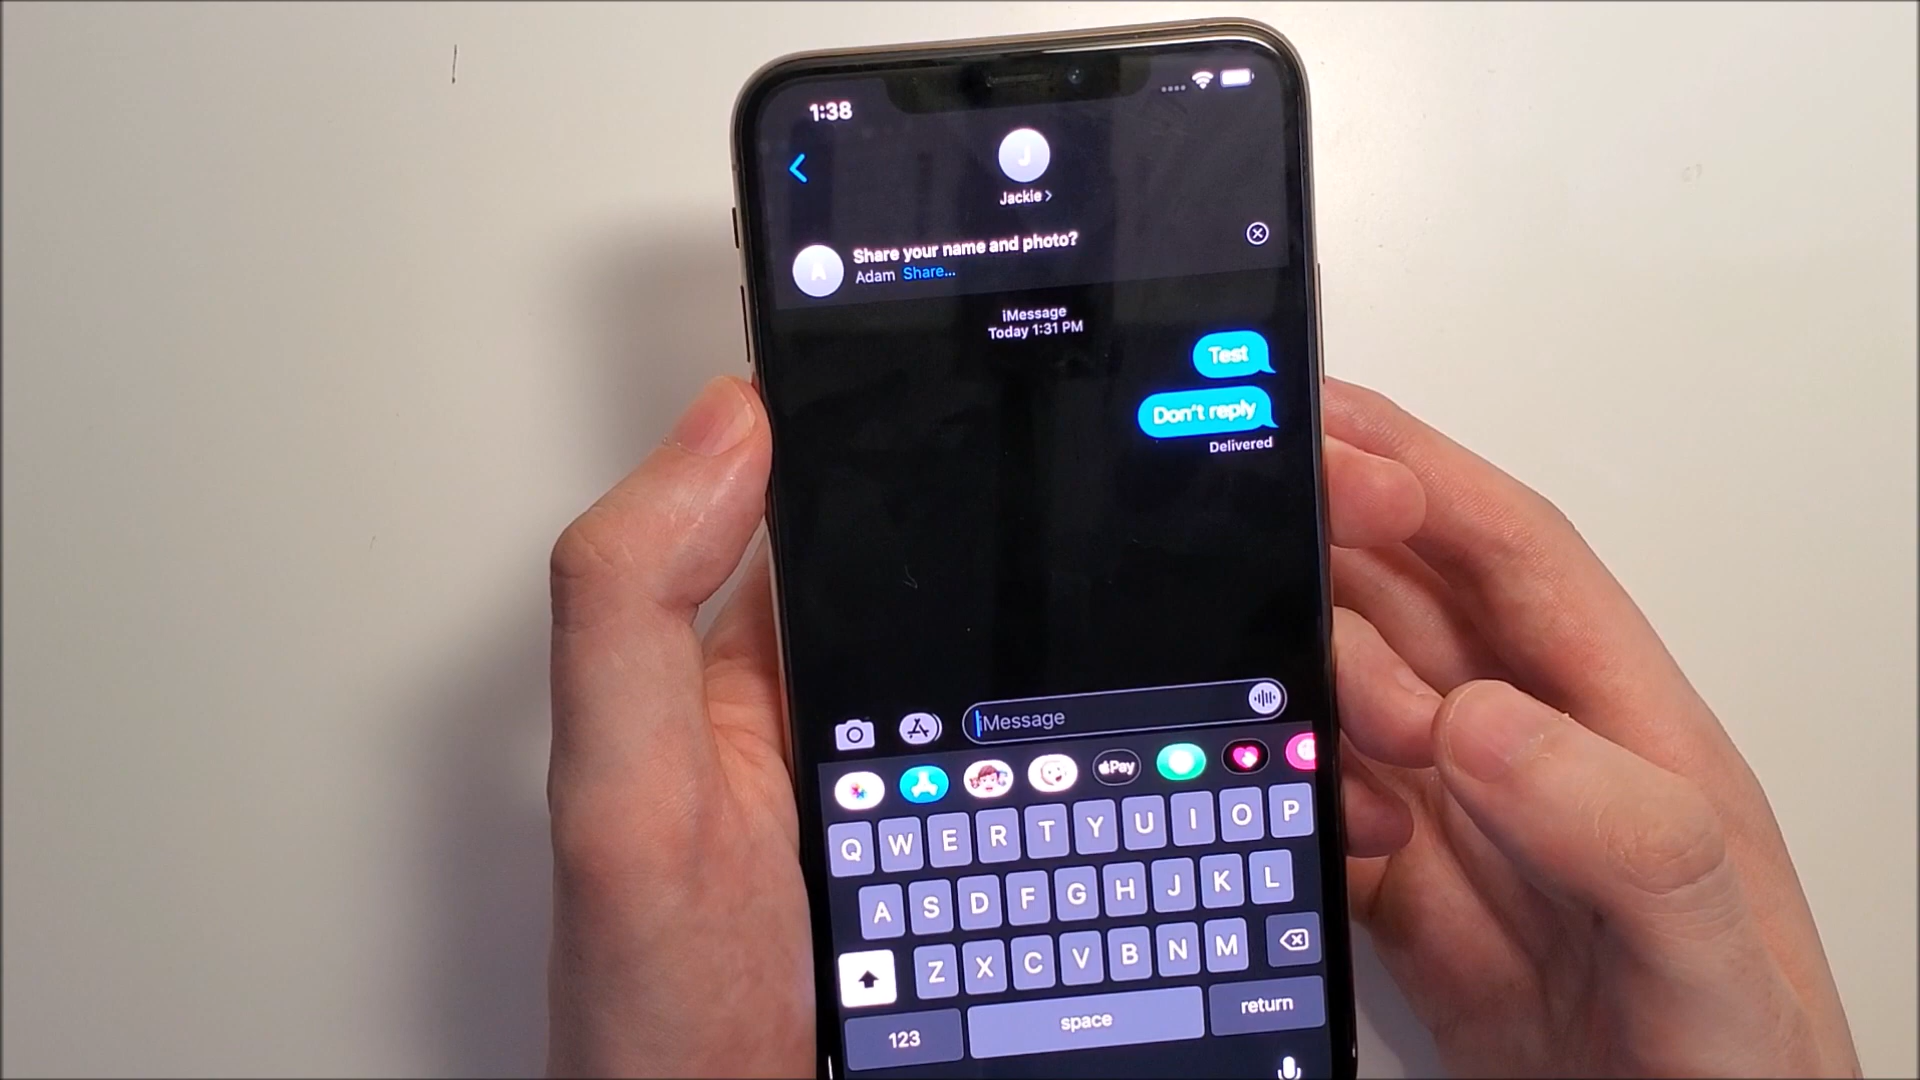 1:38
J
Jackie >
Share your name and photo?
A
Adam Share...
iMessage
Today 1:31 PM
Test
Don't reply
Delivered
iMessage
Pay
Q W E R T Y U I O P
A S D F G H J K L
Z X C V B N M
123 space return